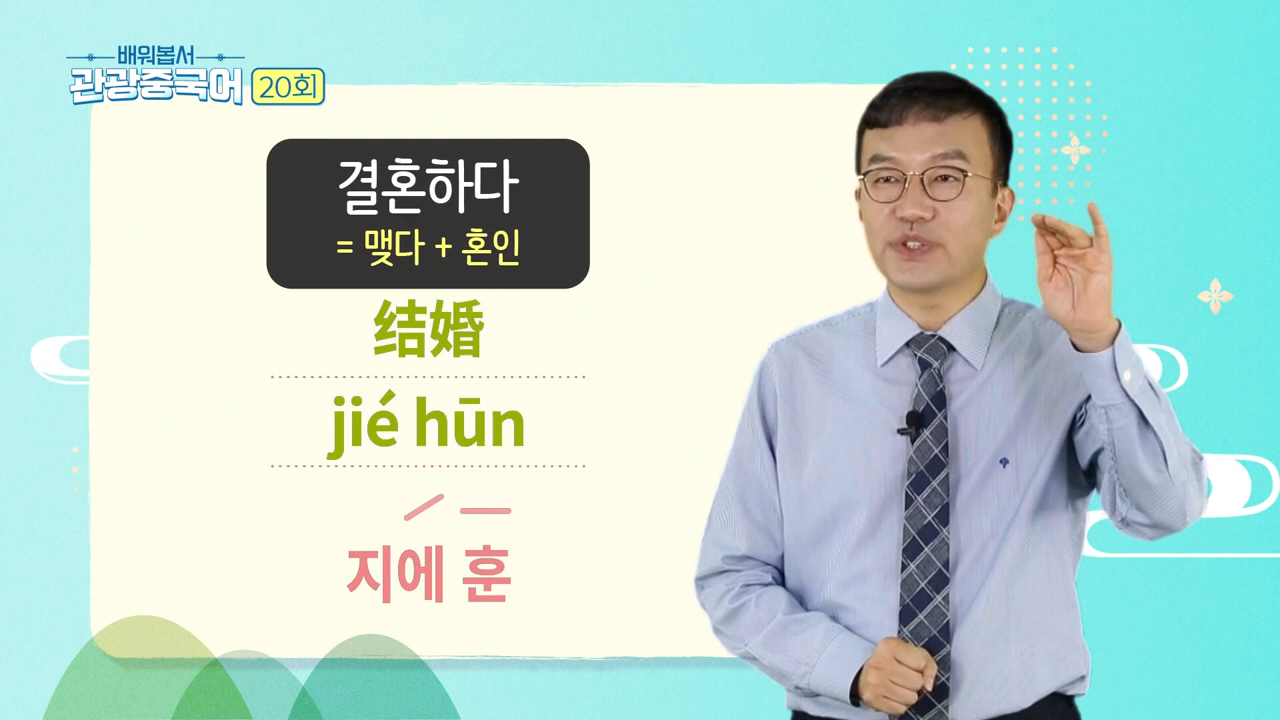 배워봅서
관광중국어 20회
결혼하다
= 맺다 + 혼인
结婚
jié hūn
지에 훈